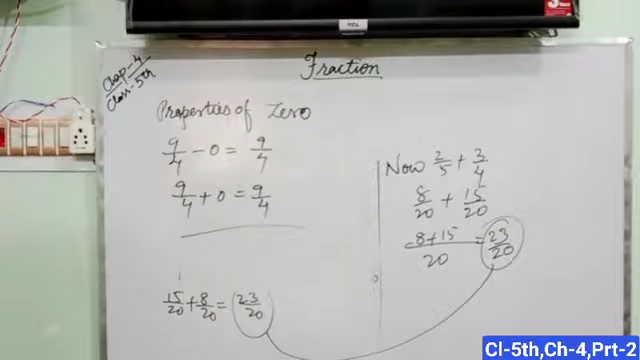 Chap-4
Class-5th
Fraction
Properties of Zero
9/4 - 0 = 9/4
9/4 + 0 = 9/4
15/20 + 8/20 = 23/20
Now 2/5 + 3/4
8/20 + 15/20
8+15/20 = 23/20
Cl-5th,Ch-4,Prt-2